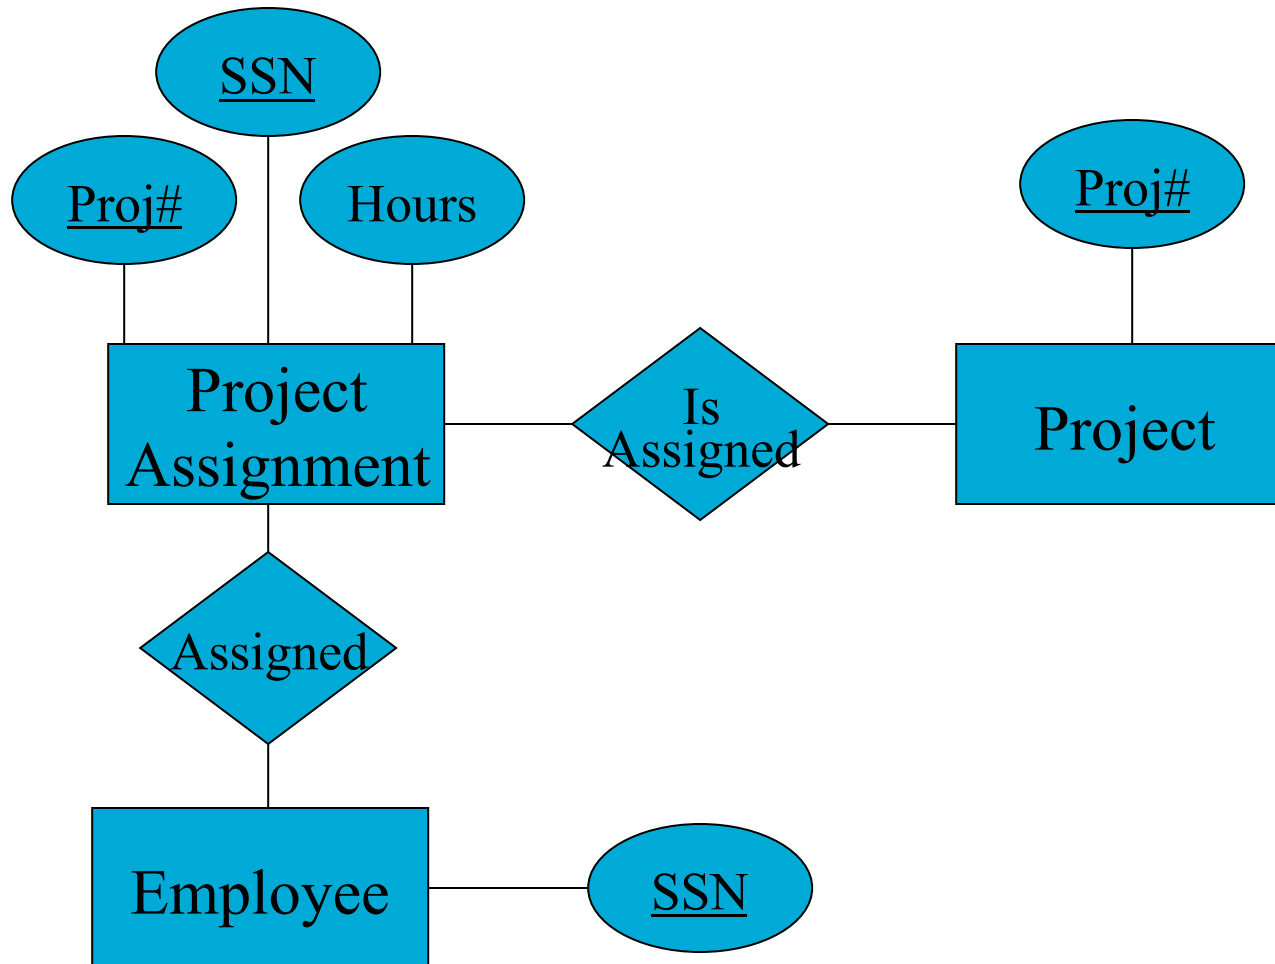 SSN
Proj#
Hours
Proj#
Project
Assignment
Is
Assigned
Project
Assigned
Employee
SSN